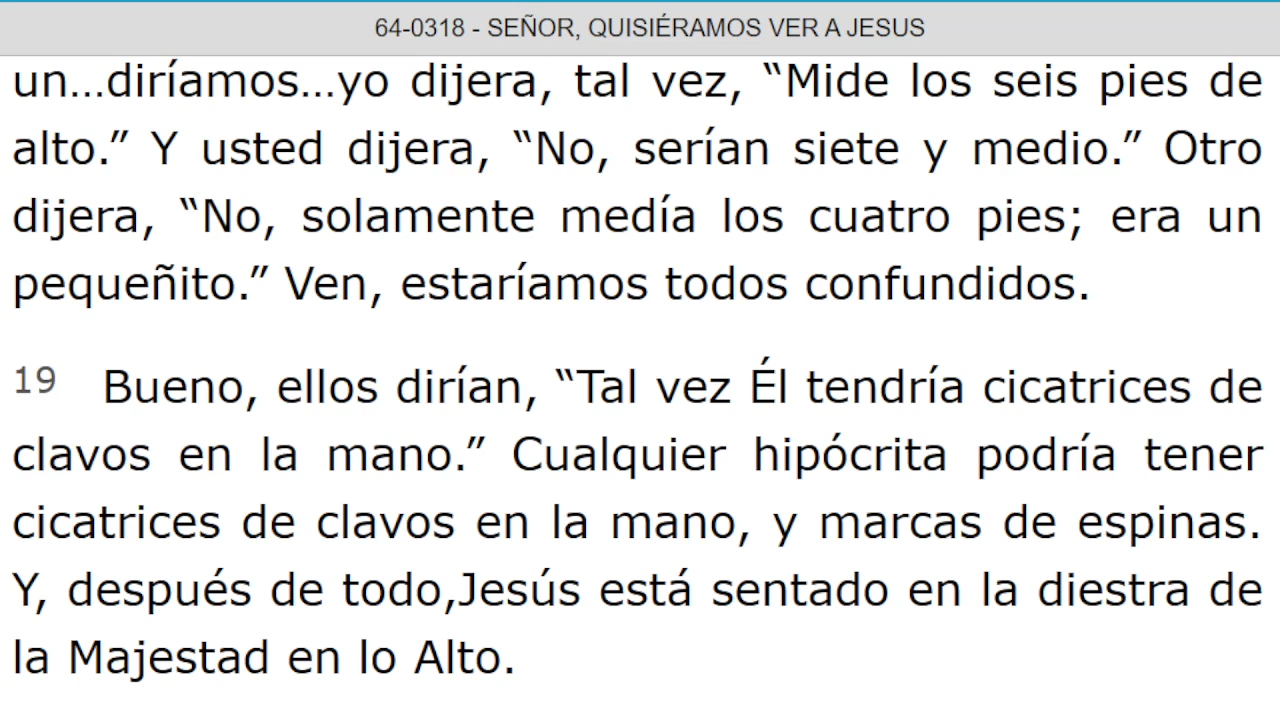 64-0318 - SEÑOR, QUISIÉRAMOS VER A JESUS
un...diríamos...yo dijera, tal vez, “Mide los seis pies de
alto.” Y usted dijera, “No, serían siete y medio.” Otro
dijera, “No, solamente medía los cuatro pies; era un
pequeñito.” Ven, estaríamos todos confundidos.
19 Bueno, ellos dirían, “Tal vez Él tendría cicatrices de
clavos en la mano.” Cualquier hipócrita podría tener
cicatrices de clavos en la mano, y marcas de espinas.
Y, después de todo,Jesús está sentado en la diestra de
la Majestad en lo Alto.